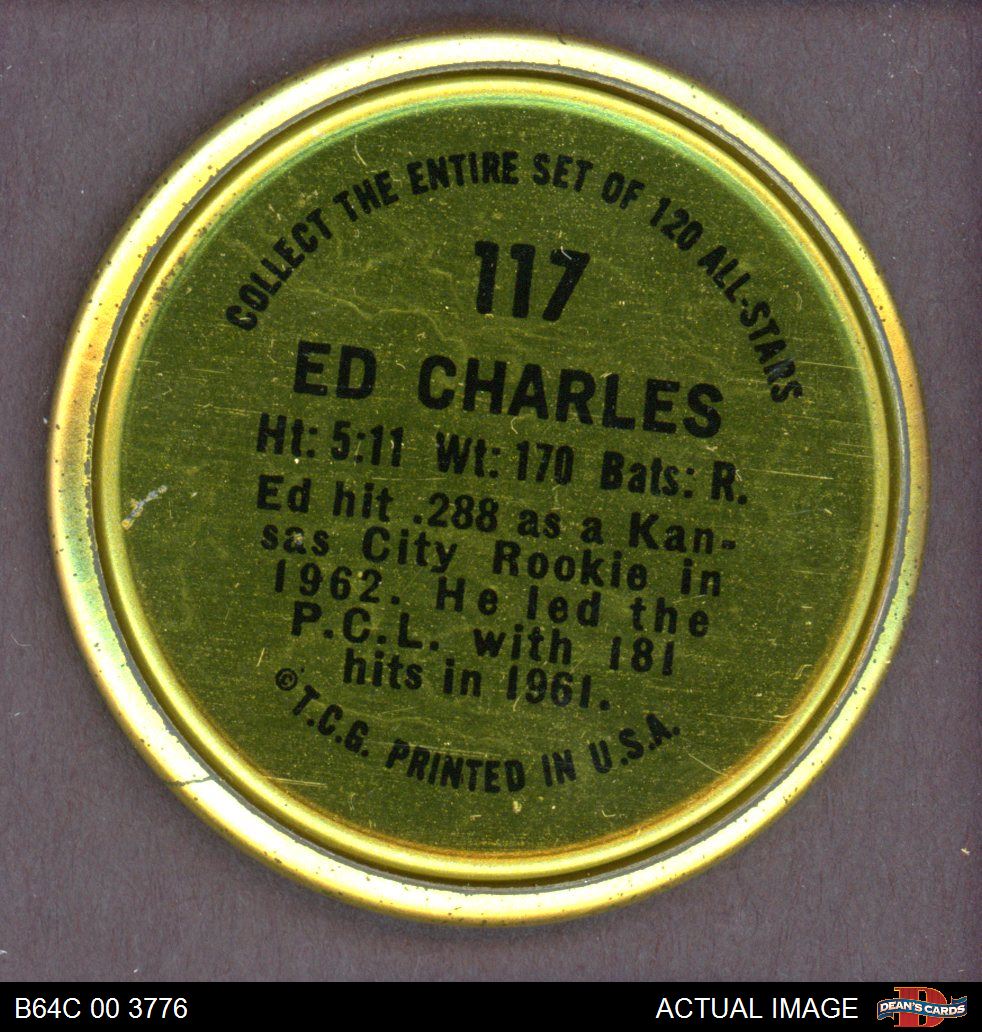 COLLECT THE ENTIRE SET OF 120 ALL-STARS
117
ED CHARLES
Ht: 5:11 Wt: 170 Bats: R.
Ed hit .288 as a Kan-
sas City Rookie in
1962. He led the
P.C.L. with 181
hits in 1961.
© T.C.G. PRINTED IN U.S.A.
B64C 00 3776
ACTUAL IMAGE
DEAN'S CARDS